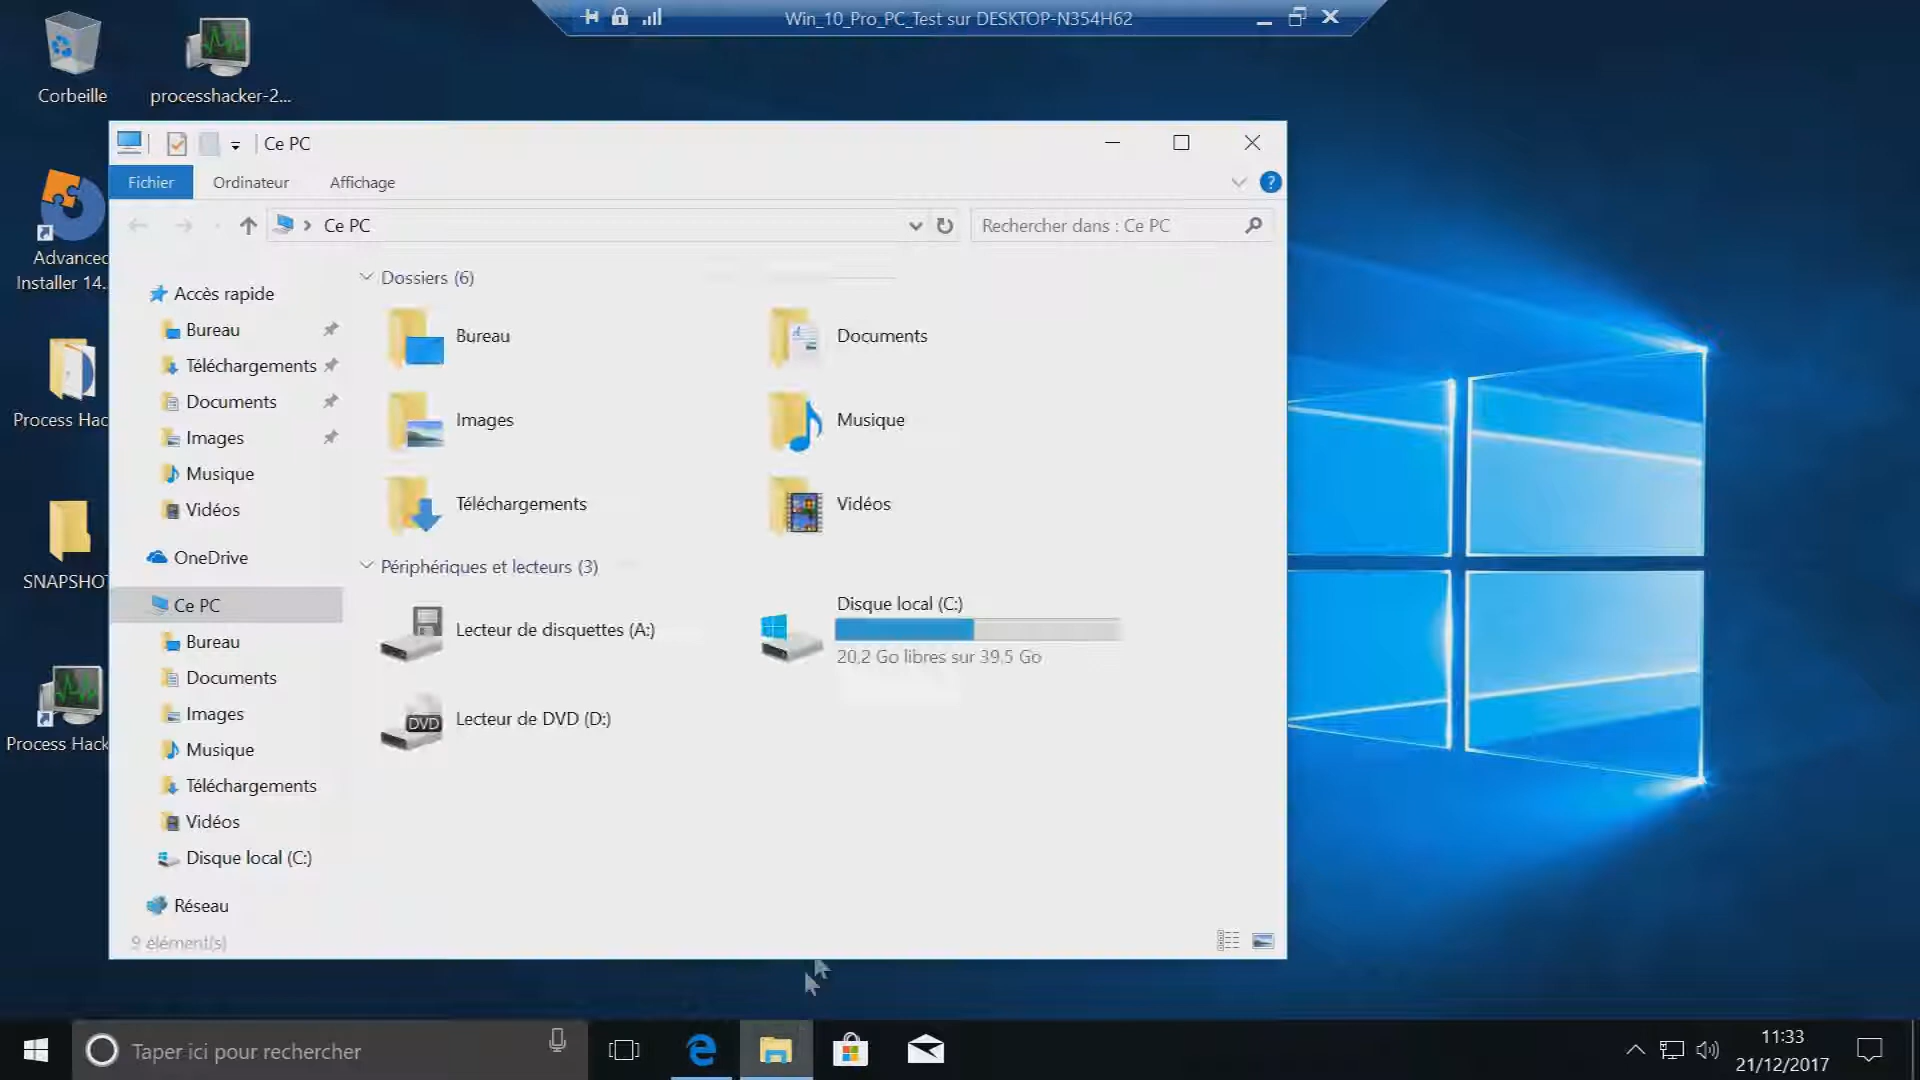 Win_10_Pro_PC_Test sur DESKTOP-N354H62
Corbeille
processhacker-2...
Advanced
Installer 14...
Process Hac
SNAPSHO
Process Hack
Ce PC
Fichier
Ordinateur
Affichage
Ce PC
Rechercher dans : Ce PC
Accès rapide
Bureau
Téléchargements
Documents
Images
Musique
Vidéos
OneDrive
Ce PC
Bureau
Documents
Images
Musique
Téléchargements
Vidéos
Disque local (C:)
Réseau
9 élément(s)
Dossiers (6)
Bureau
Documents
Images
Musique
Téléchargements
Vidéos
Périphériques et lecteurs (3)
Lecteur de disquettes (A:)
Disque local (C:)
20,2 Go libres sur 39,5 Go
DVD
Lecteur de DVD (D:)
Taper ici pour rechercher
11:33
21/12/2017